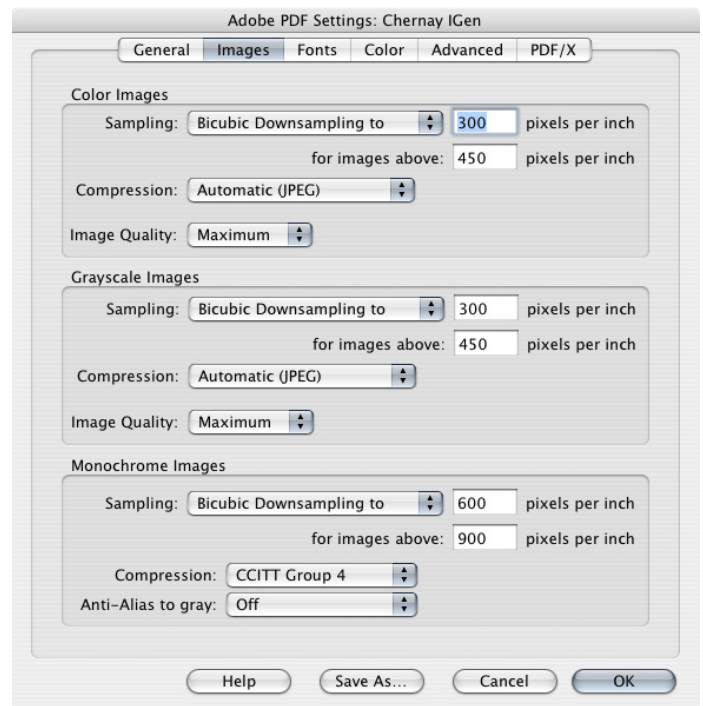 Adobe PDF Settings: Chernay IGen
General Images Fonts Color Advanced PDF/X
Color Images
Sampling: Bicubic Downsampling to 300 pixels per inch
for images above: 450 pixels per inch
Compression: Automatic (JPEG)
Image Quality: Maximum
Grayscale Images
Sampling: Bicubic Downsampling to 300 pixels per inch
for images above: 450 pixels per inch
Compression: Automatic (JPEG)
Image Quality: Maximum
Monochrome Images
Sampling: Bicubic Downsampling to 600 pixels per inch
for images above: 900 pixels per inch
Compression: CCITT Group 4
Anti-Alias to gray: Off
Help Save As... Cancel OK